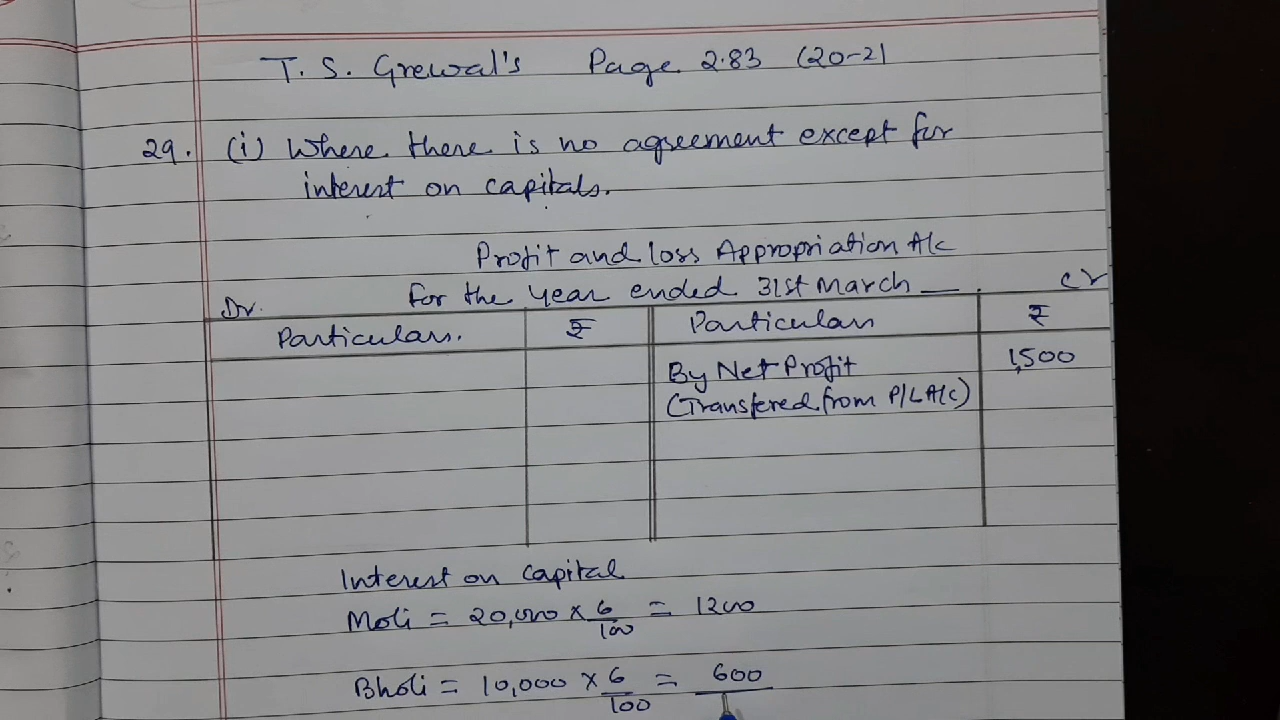 T. S. Grewal's Page 2.83 (20-21
29. (i) Where there is no agreement except for
interest on capitals.
Profit and loss Appropriation A/c
for the year ended 31st March — .
Dr. Cr
Particulars. ₹ Particulars ₹
By Net Profit 1,500
(Transfered from P/L A/c)
Interest on Capital
Moli = 20,000 × 6/100 = 1200
Bholi = 10,000 × 6/100 = 600